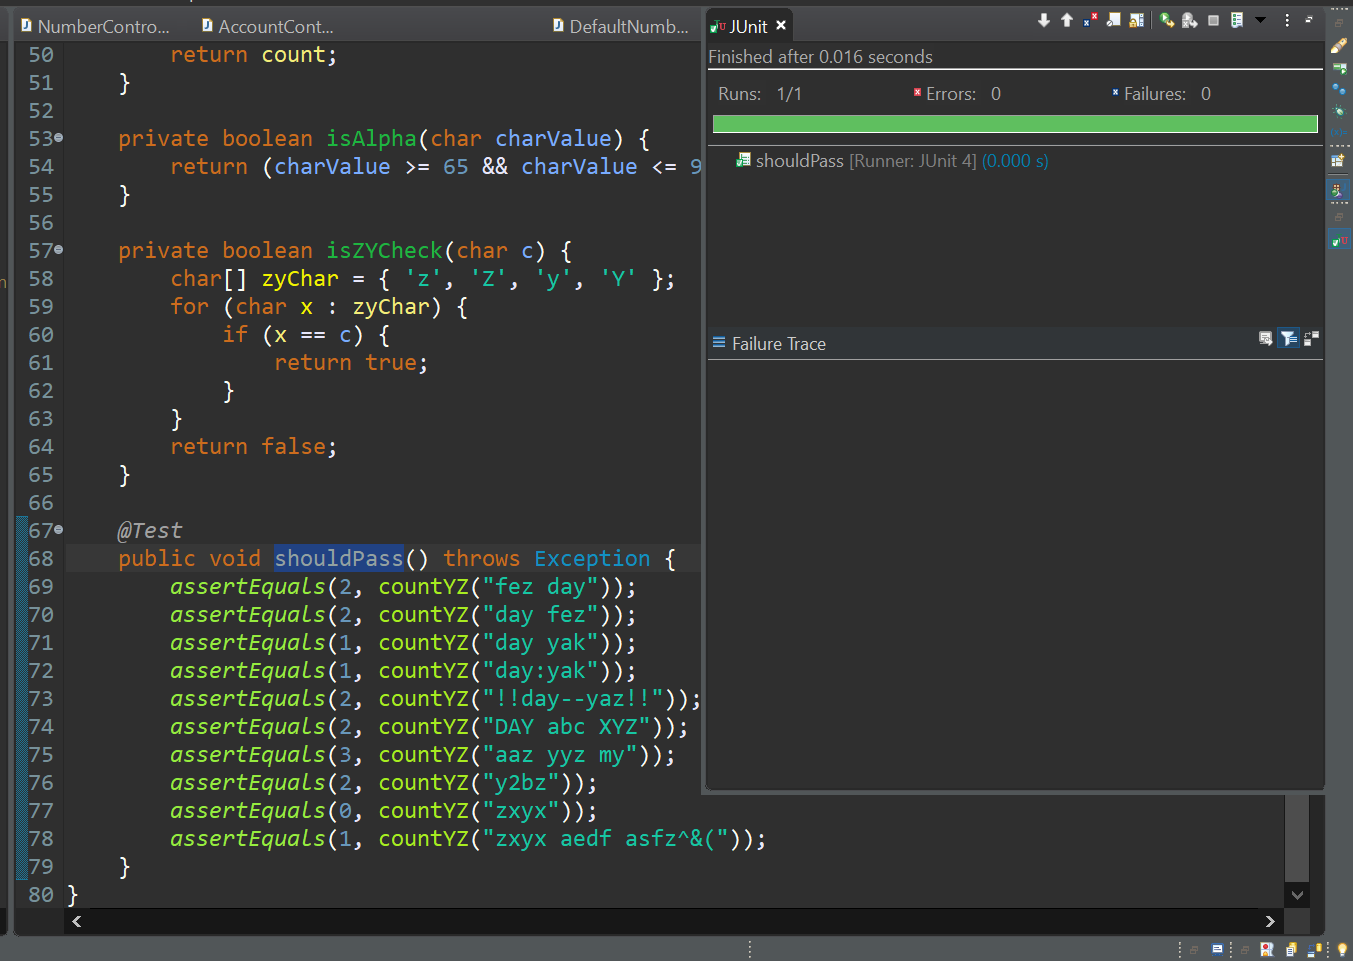 NumberContro...
AccountCont...
DefaultNumb...
50 return count;
51 }
52
53 private boolean isAlpha(char charValue) {
54 return (charValue >= 65 && charValue <= 9
55 }
56
57 private boolean isZYCheck(char c) {
58 char[] zyChar = { 'z', 'Z', 'y', 'Y' };
59 for (char x : zyChar) {
60 if (x == c) {
61 return true;
62 }
63 }
64 return false;
65 }
66
67 @Test
68 public void shouldPass() throws Exception {
69 assertEquals(2, countYZ("fez day"));
70 assertEquals(2, countYZ("day fez"));
71 assertEquals(1, countYZ("day yak"));
72 assertEquals(1, countYZ("day:yak"));
73 assertEquals(2, countYZ("!!day--yaz!!"));
74 assertEquals(2, countYZ("DAY abc XYZ"));
75 assertEquals(3, countYZ("aaz yyz my"));
76 assertEquals(2, countYZ("y2bz"));
77 assertEquals(0, countYZ("zxyx"));
78 assertEquals(1, countYZ("zxyx aedf asfz^&("));
79 }
80 }
JUnit
Finished after 0.016 seconds
Runs: 1/1 Errors: 0 Failures: 0
shouldPass [Runner: JUnit 4] (0.000 s)
Failure Trace